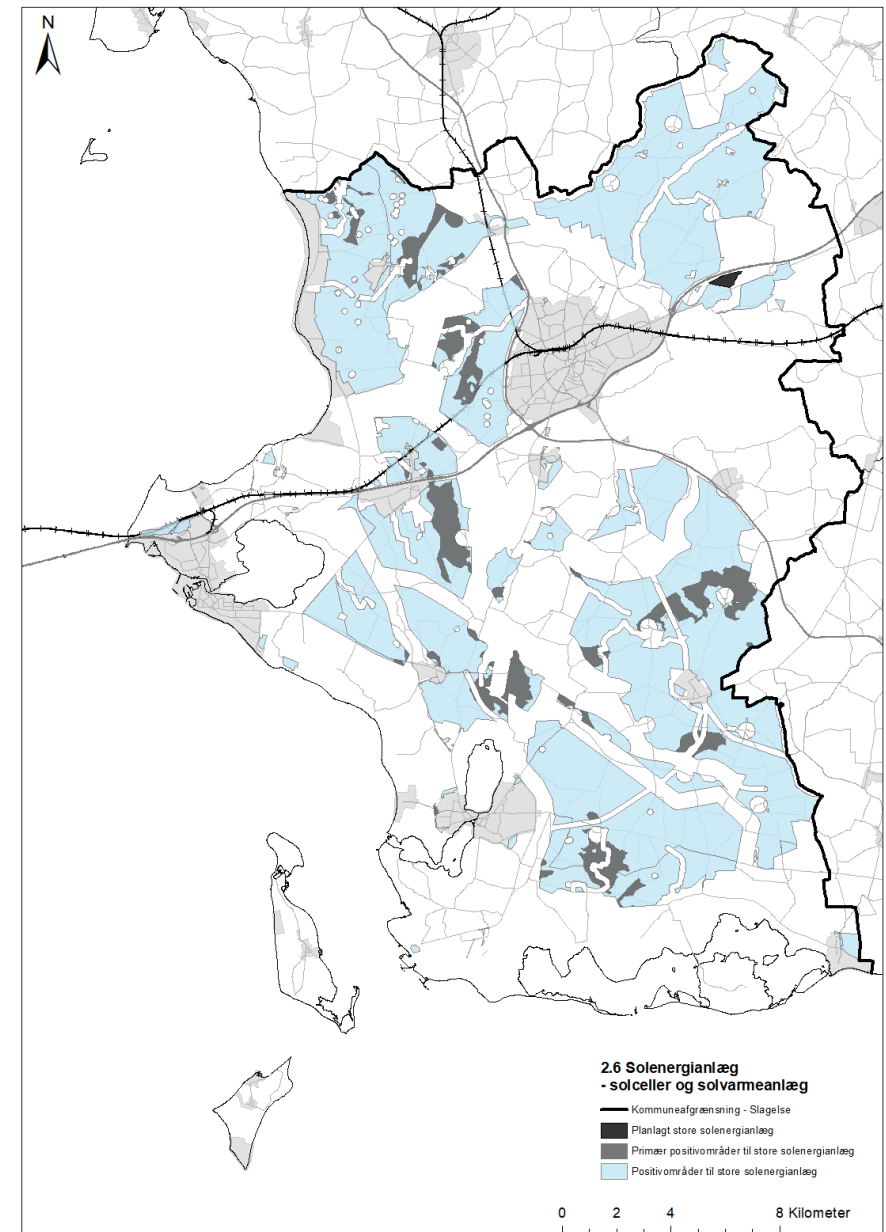 N
2.6 Solenergianlæg
- solceller og solvarmeanlæg
Kommuneafgrænsning - Slagelse
Planlagt store solenergianlæg
Primær positivområder til store solenergianlæg
Positivområder til store solenergianlæg
0 2 4 8 Kilometer